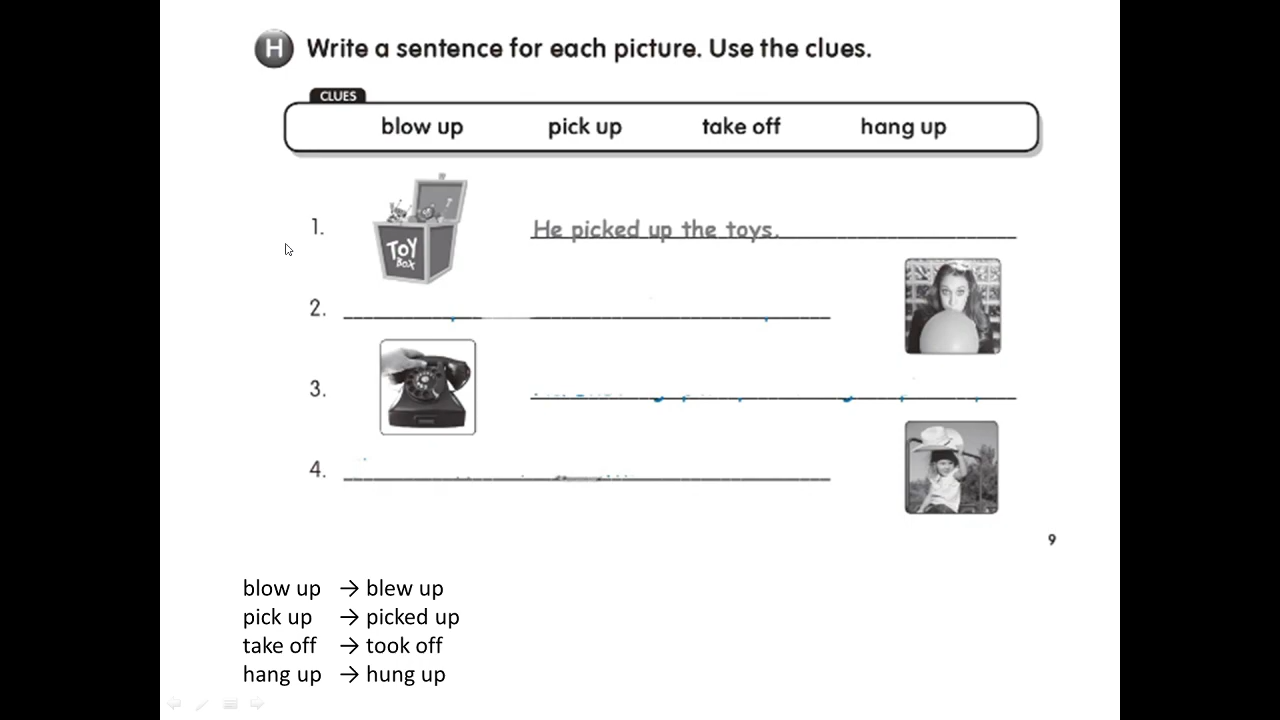 H Write a sentence for each picture. Use the clues.
CLUES
blow up pick up take off hang up
1. TOY BOX He picked up the toys.
2.
3.
4.
9
blow up → blew up
pick up → picked up
take off → took off
hang up → hung up